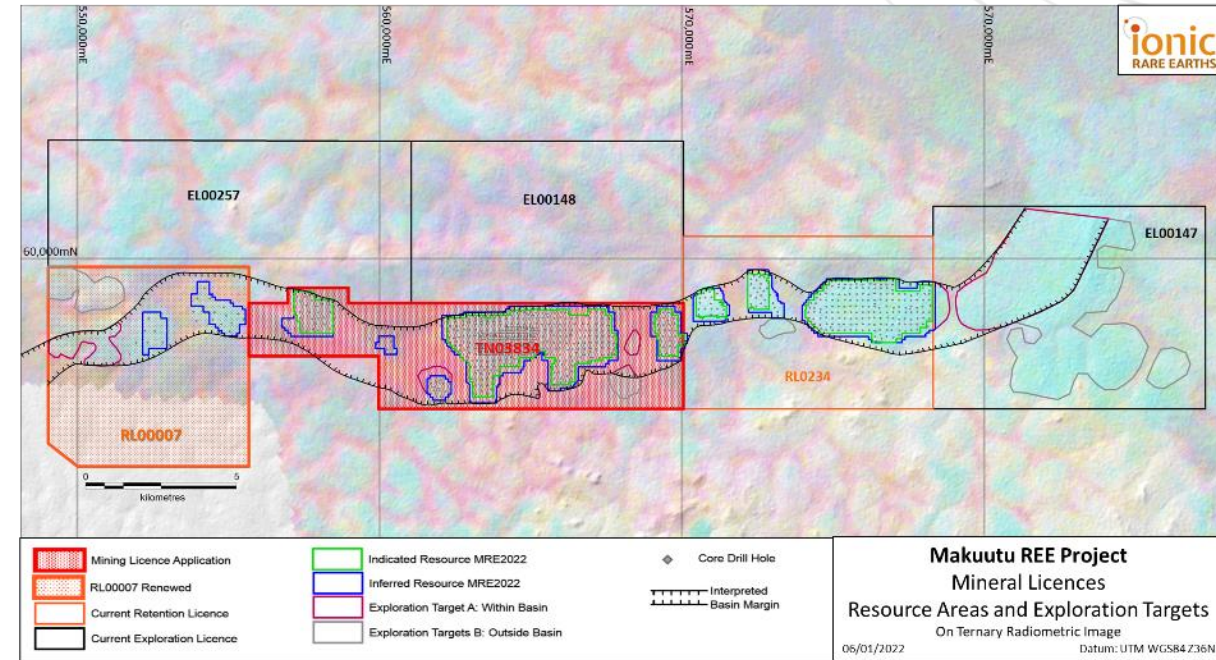 550,000mE
560,000mE
570,000mE
570,000mE
ionic
RARE EARTHS
EL00257
EL00148
EL00147
60,000mN
TN03834
RL0234
RL00007
0 5
kilometres
Mining Licence Application
RL00007 Renewed
Current Retention Licence
Current Exploration Licence
Indicated Resource MRE2022
Inferred Resource MRE2022
Exploration Target A: Within Basin
Exploration Targets B: Outside Basin
Core Drill Hole
Interpreted
Basin Margin
Makuutu REE Project
Mineral Licences
Resource Areas and Exploration Targets
On Ternary Radiometric Image
06/01/2022 Datum: UTM WGS84 Z36N